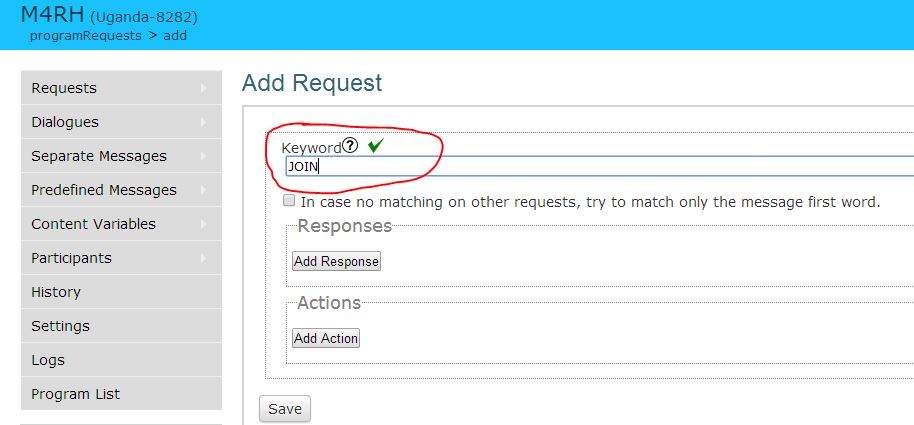 M4RH (Uganda-8282)
programRequests > add
Requests
Dialogues
Separate Messages
Predefined Messages
Content Variables
Participants
History
Settings
Logs
Program List
Add Request
Keyword?
JOIN
In case no matching on other requests, try to match only the message first word.
Responses
Add Response
Actions
Add Action
Save